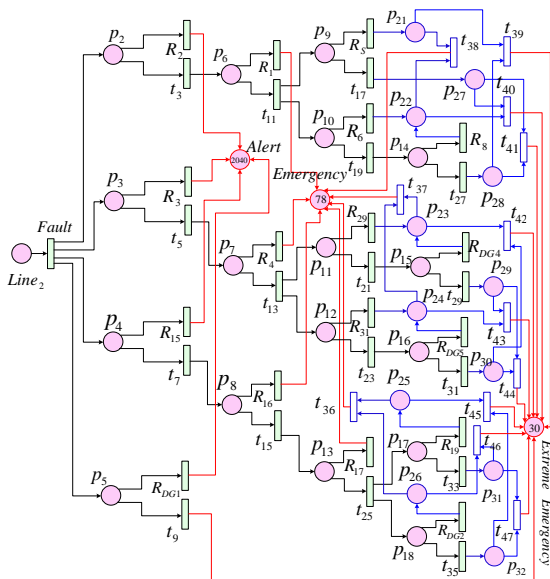 p21
p9
RS
t38
t39
p2
R2
p6
R1
t3
t17
p27
t11
p22
t40
p10
R6
t41
Alert
2040
p14
R8
t19
t27
p28
Emergency
p3
R3
78
t37
R29
p23
t42
t5
Fault
p7
R4
p11
p15
RDG4
p29
t21
t29
Line2
t13
p24
p12
R31
t43
p4
R15
p16
RDG5
p30
t7
p8
t23
t31
t44
R16
p25
t36
t45
30
t15
p17
R19
t46
p13
R17
p5
p26
t33
p31
RDG1
t25
RDG2
t47
t9
p18
t35
p32
Extreme Emergency